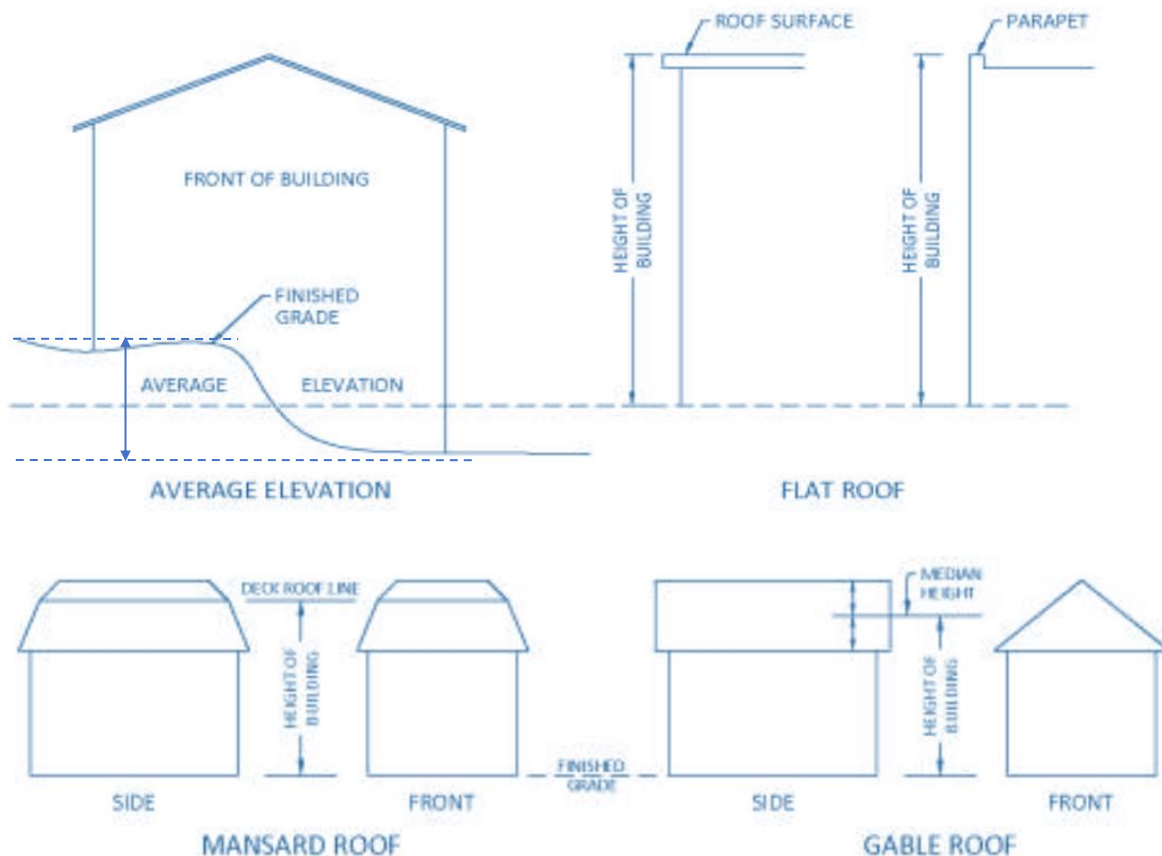 ROOF SURFACE
PARAPET
FRONT OF BUILDING
HEIGHT OF
BUILDING
HEIGHT OF
BUILDING
FINISHED
GRADE
AVERAGE ELEVATION
AVERAGE ELEVATION
FLAT ROOF
DECK ROOF LINE
MEDIAN
HEIGHT
HEIGHT OF
BUILDING
HEIGHT OF
BUILDING
FINISHED
GRADE
SIDE
FRONT
SIDE
FRONT
MANSARD ROOF
GABLE ROOF